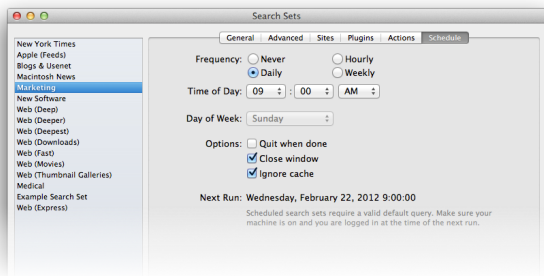 Search Sets
General Advanced Sites Plugins Actions Schedule
New York Times
Apple (Feeds)
Blogs & Usenet
Macintosh News
Marketing
New Software
Web (Deep)
Web (Deeper)
Web (Deepest)
Web (Downloads)
Web (Fast)
Web (Movies)
Web (Thumbnail Galleries)
Medical
Example Search Set
Web (Express)
Frequency: Never Hourly
Daily Weekly
Time of Day: 09 : 00 AM
Day of Week: Sunday
Options: Quit when done
Close window
Ignore cache
Next Run: Wednesday, February 22, 2012 9:00:00
Scheduled search sets require a valid default query. Make sure your
machine is on and you are logged in at the time of the next run.